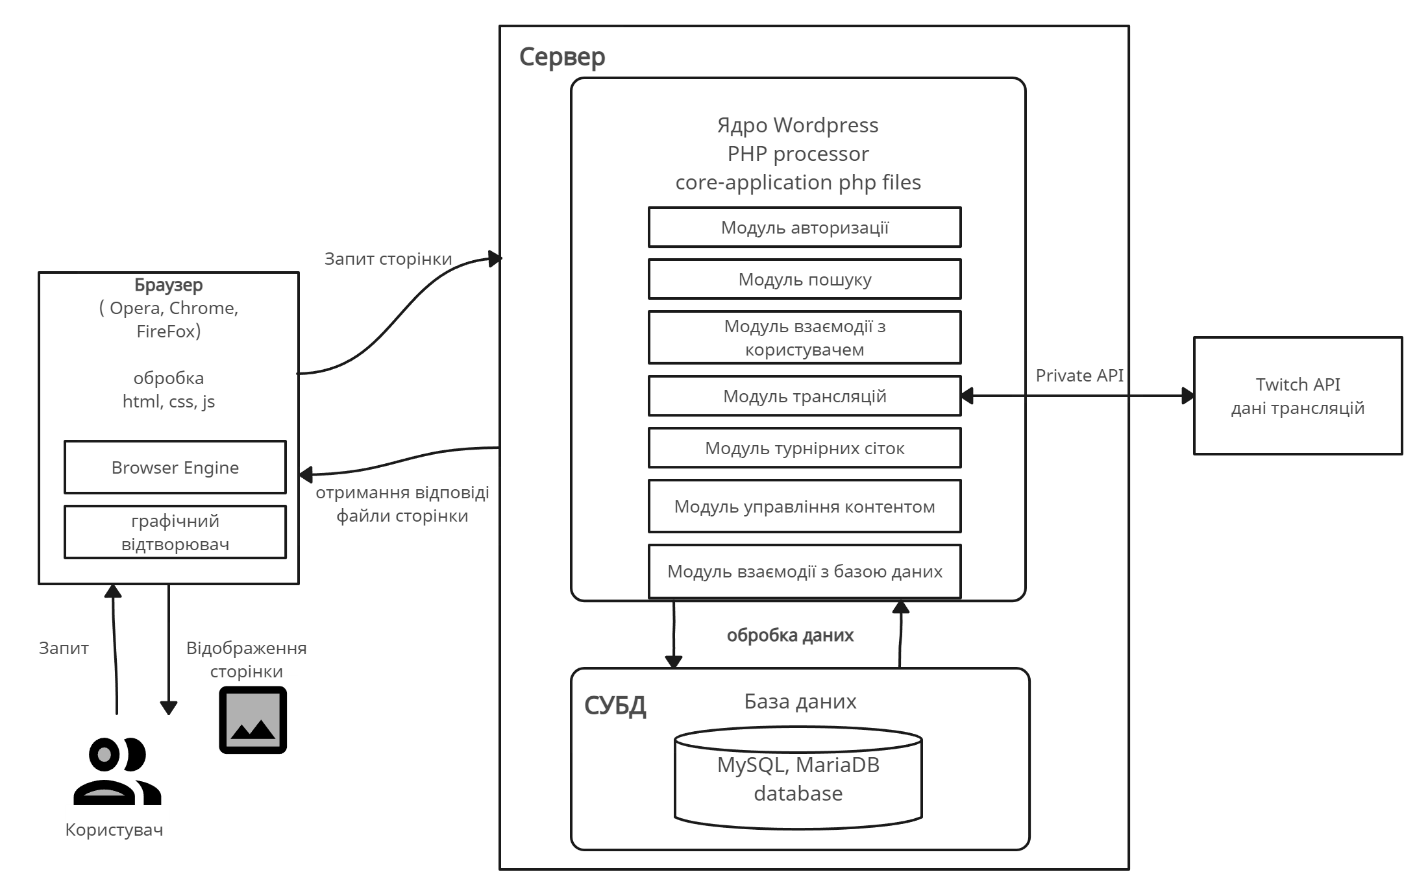 Сервер
Ядро Wordpress
PHP processor
core-application php files
Модуль авторизації
Модуль пошуку
Модуль взаємодії з
користувачем
Модуль трансляцій
Модуль турнірних сіток
Модуль управління контентом
Модуль взаємодії з базою даних
Запит сторінки
Браузер
( Opera, Chrome,
FireFox)
обробка
html, css, js
Browser Engine
графічний
відтворювач
отримання відповіді
файли сторінки
Private API
Twitch API
дані трансляцій
обробка даних
Запит
Відображення
сторінки
Користувач
СУБД
База даних
MySQL, MariaDB
database